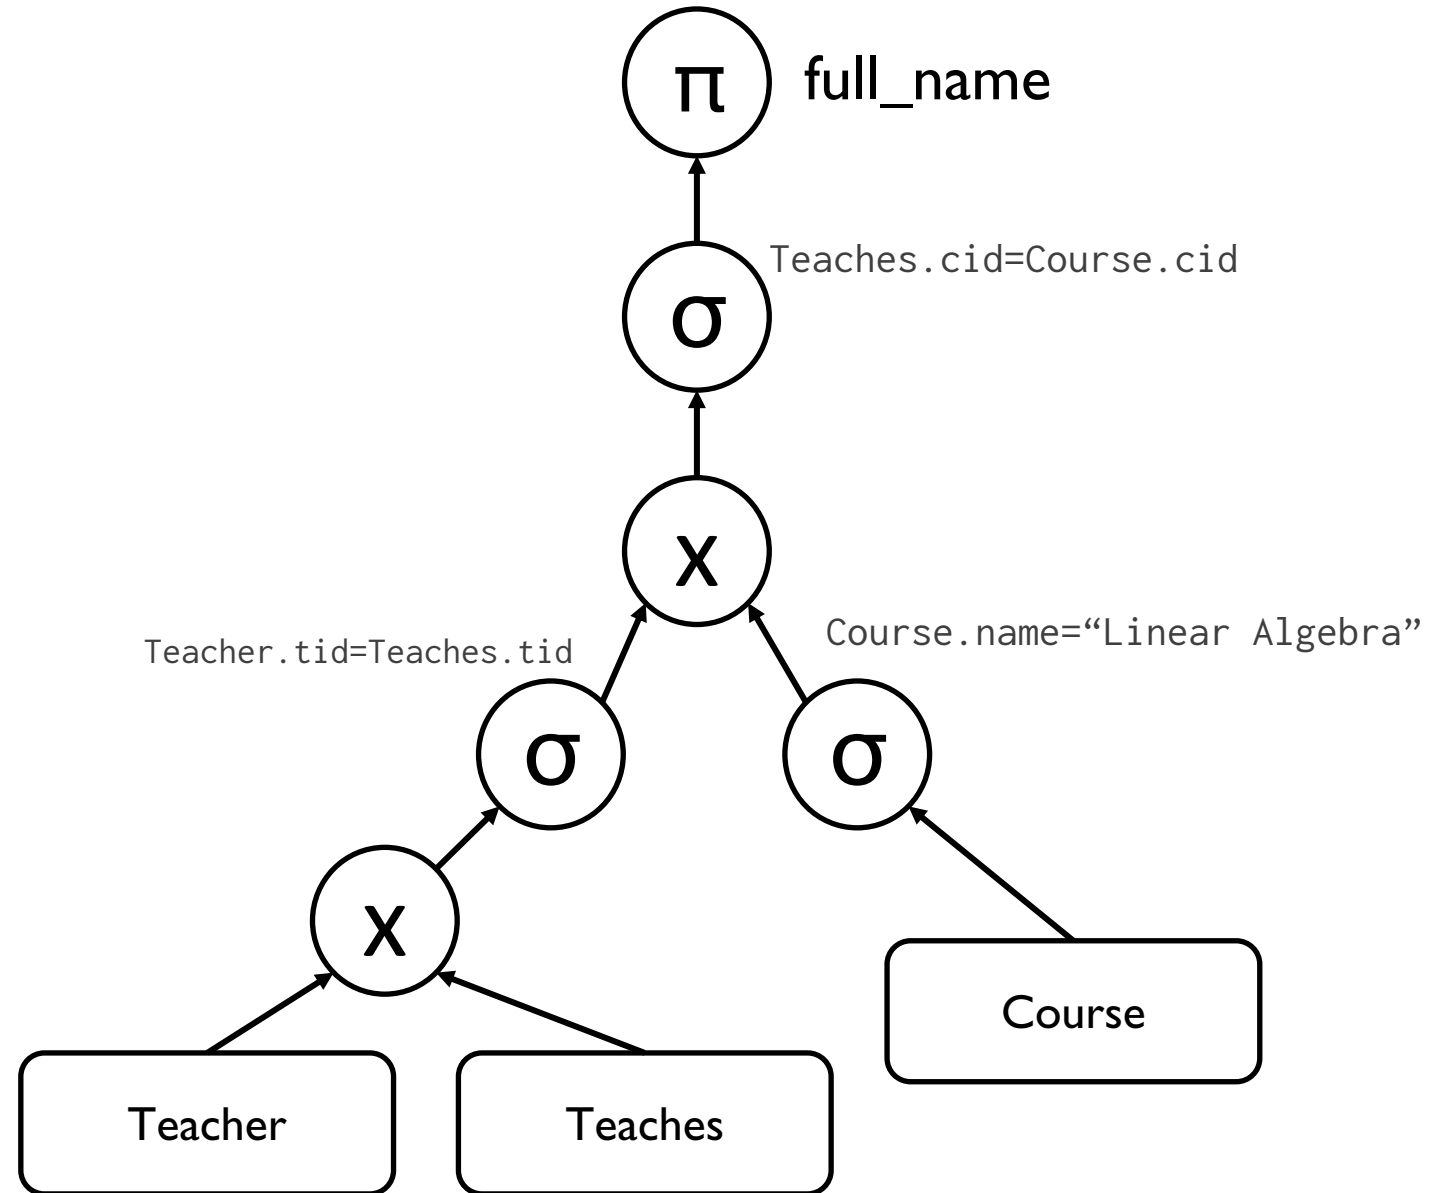 π full_name
Teaches.cid=Course.cid
σ
x
Teacher.tid=Teaches.tid
Course.name=“Linear Algebra”
σ σ
x
Course
Teacher Teaches